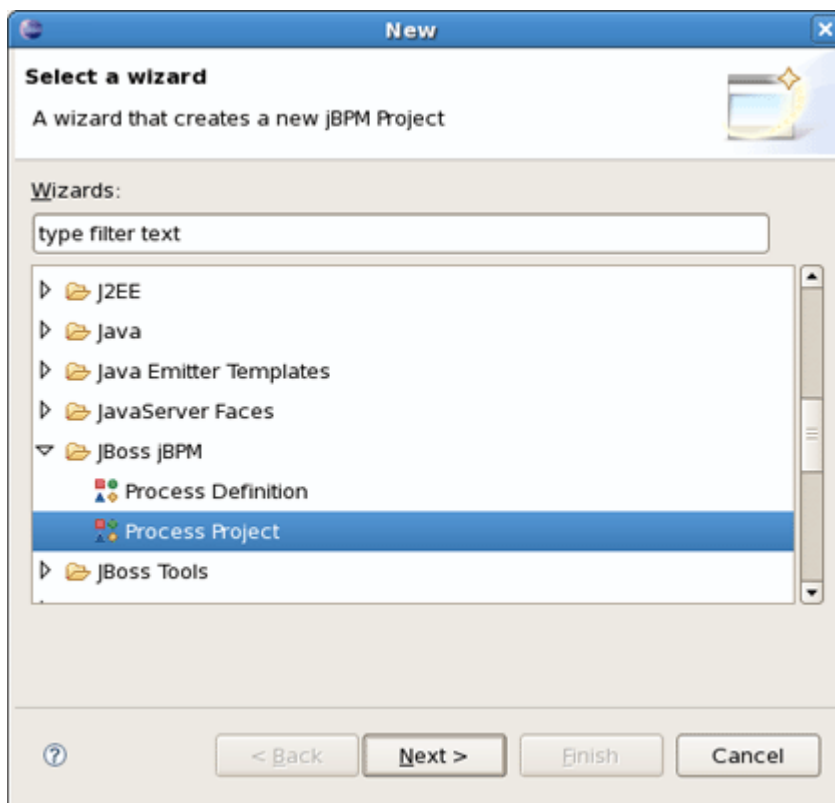 New
Select a wizard
A wizard that creates a new jBPM Project
Wizards:
type filter text
J2EE
Java
Java Emitter Templates
JavaServer Faces
JBoss jBPM
Process Definition
Process Project
JBoss Tools
< Back Next > Finish Cancel